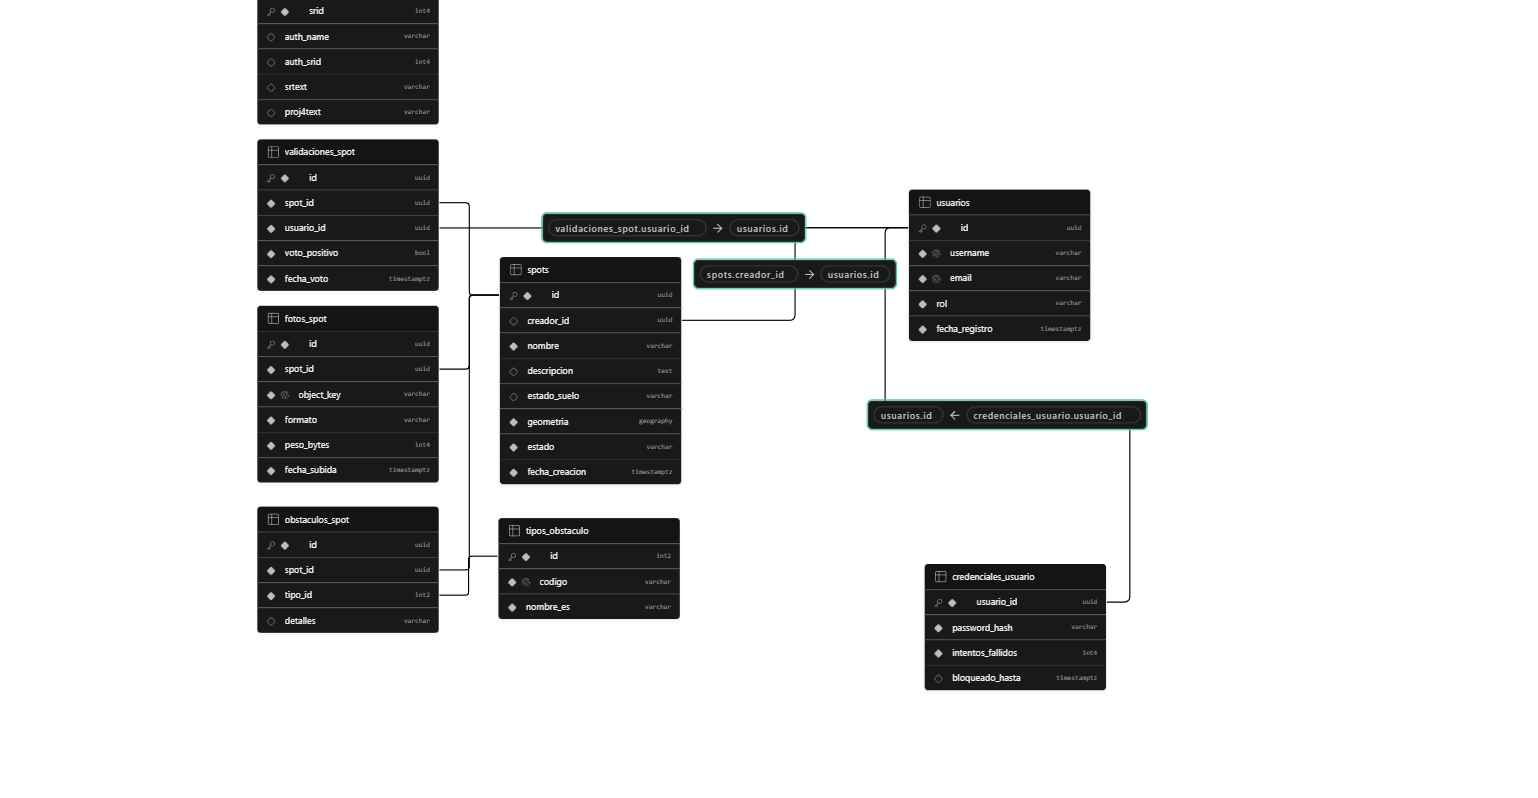 srid int4
auth_name varchar
auth_srid int4
srtext varchar
proj4text varchar
validaciones_spot
id uuid
spot_id uuid
usuario_id uuid
voto_positivo bool
fecha_voto timestamptz
fotos_spot
id uuid
spot_id uuid
object_key varchar
formato varchar
peso_bytes int4
fecha_subida timestamptz
obstaculos_spot
id uuid
spot_id uuid
tipo_id int2
detalles varchar
validaciones_spot.usuario_id → usuarios.id
spots.creador_id → usuarios.id
spots
id uuid
creador_id uuid
nombre varchar
descripcion text
estado_suelo varchar
geometria geography
estado varchar
fecha_creacion timestamptz
tipos_obstaculo
id int2
codigo varchar
nombre_es varchar
usuarios
id uuid
username varchar
email varchar
rol varchar
fecha_registro timestamptz
usuarios.id ← credenciales_usuario.usuario_id
credenciales_usuario
usuario_id uuid
password_hash varchar
intentos_fallidos int4
bloqueado_hasta timestamptz